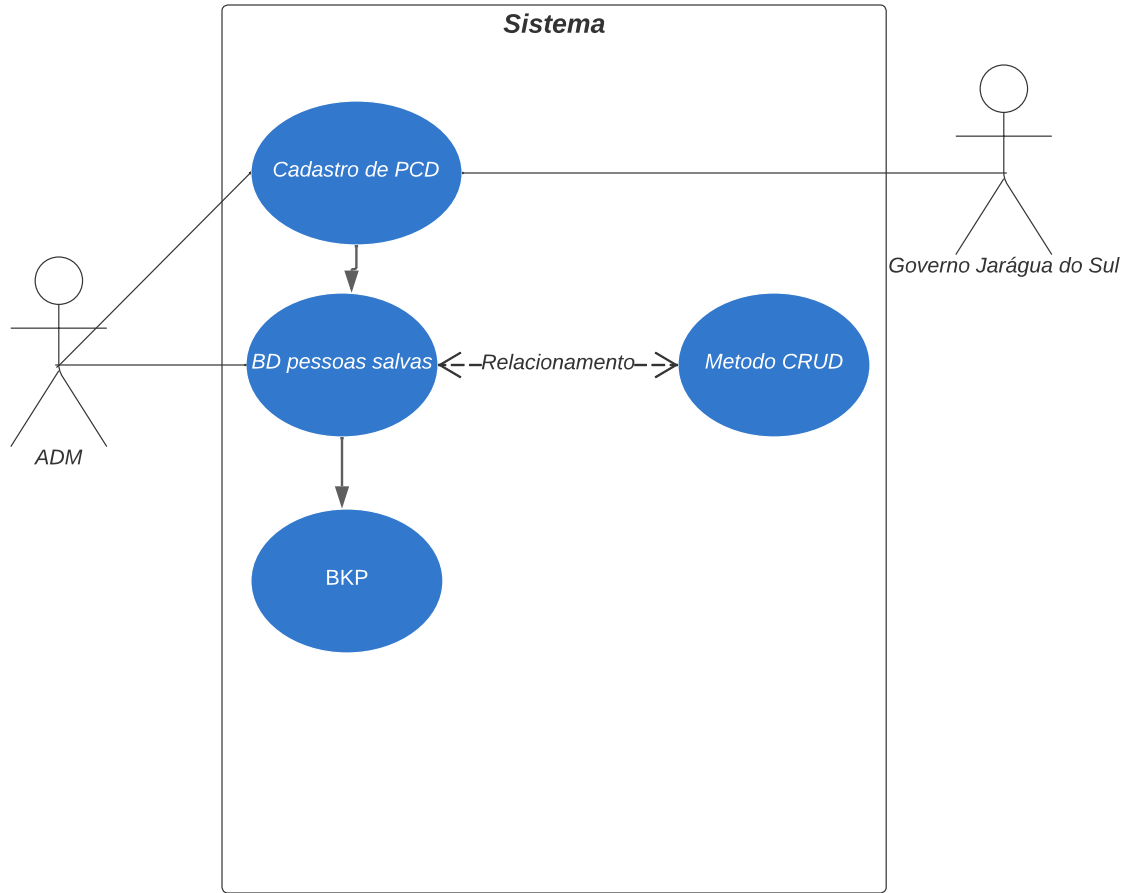 Sistema
Cadastro de PCD
Governo Jarágua do Sul
BD pessoas salvas
Relacionamento
Metodo CRUD
ADM
BKP